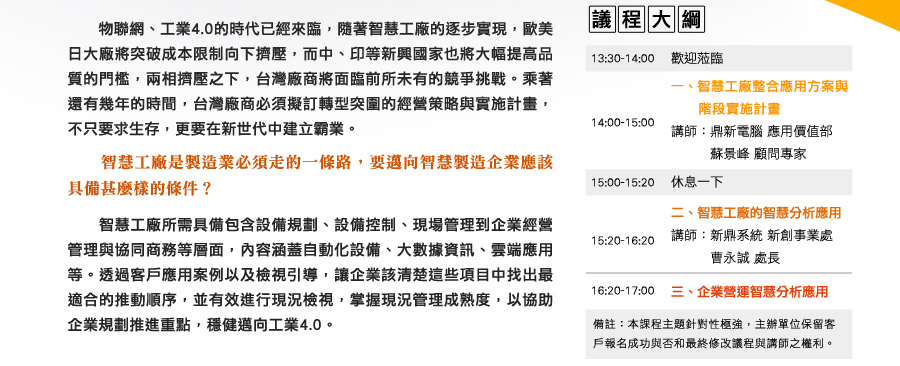 物聯網、工業4.0的時代已經來臨，隨著智慧工廠的逐步實現，歐美
日大廠將突破成本限制向下擠壓，而中、印等新興國家也將大幅提高品
質的門檻，兩相擠壓之下，台灣廠商將面臨前所未有的競爭挑戰。乘著
還有幾年的時間，台灣廠商必須擬訂轉型突圍的經營策略與實施計畫，
不只要求生存，更要在新世代中建立霸業。
智慧工廠是製造業必須走的一條路，要邁向智慧製造企業應該
具備甚麼樣的條件？
智慧工廠所需具備包含設備規劃、設備控制、現場管理到企業經營
管理與協同商務等層面，內容涵蓋自動化設備、大數據資訊、雲端應用
等。透過客戶應用案例以及檢視引導，讓企業該清楚這些項目中找出最
適合的推動順序，並有效進行現況檢視，掌握現況管理成熟度，以協助
企業規劃推進重點，穩健邁向工業4.0。
議程大綱
13:30-14:00 歡迎蒞臨
一、智慧工廠整合應用方案與
階段實施計畫
14:00-15:00
講師：鼎新電腦 應用價值部
蘇景峰 顧問專家
15:00-15:20 休息一下
二、智慧工廠的智慧分析應用
15:20-16:20 講師：新鼎系統 新創事業處
曹永誠 處長
16:20-17:00 三、企業營運智慧分析應用
備註：本課程主題針對性極強，主辦單位保留客
戶報名成功與否和最終修改議程與講師之權利。